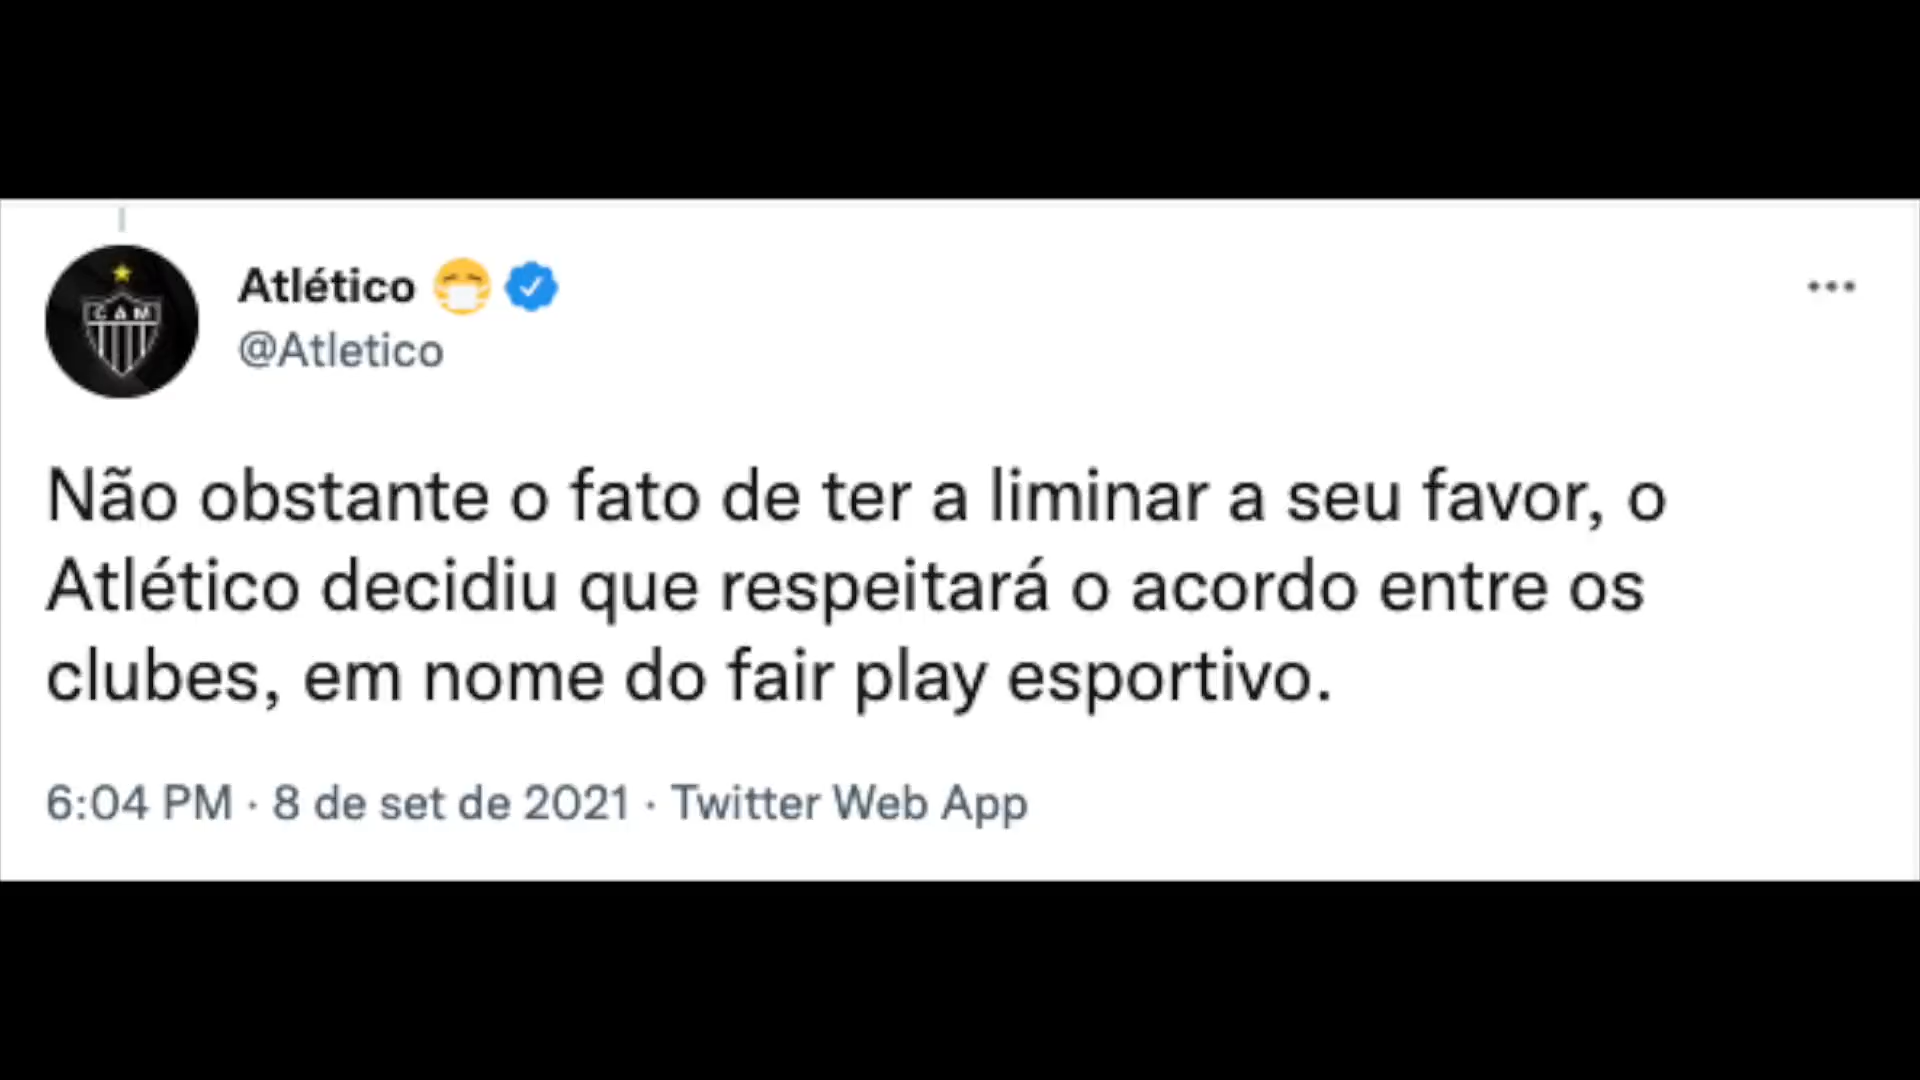 CAM
Atlético 😷
@Atletico
Não obstante o fato de ter a liminar a seu favor, o
Atlético decidiu que respeitará o acordo entre os
clubes, em nome do fair play esportivo.
6:04 PM · 8 de set de 2021 · Twitter Web App